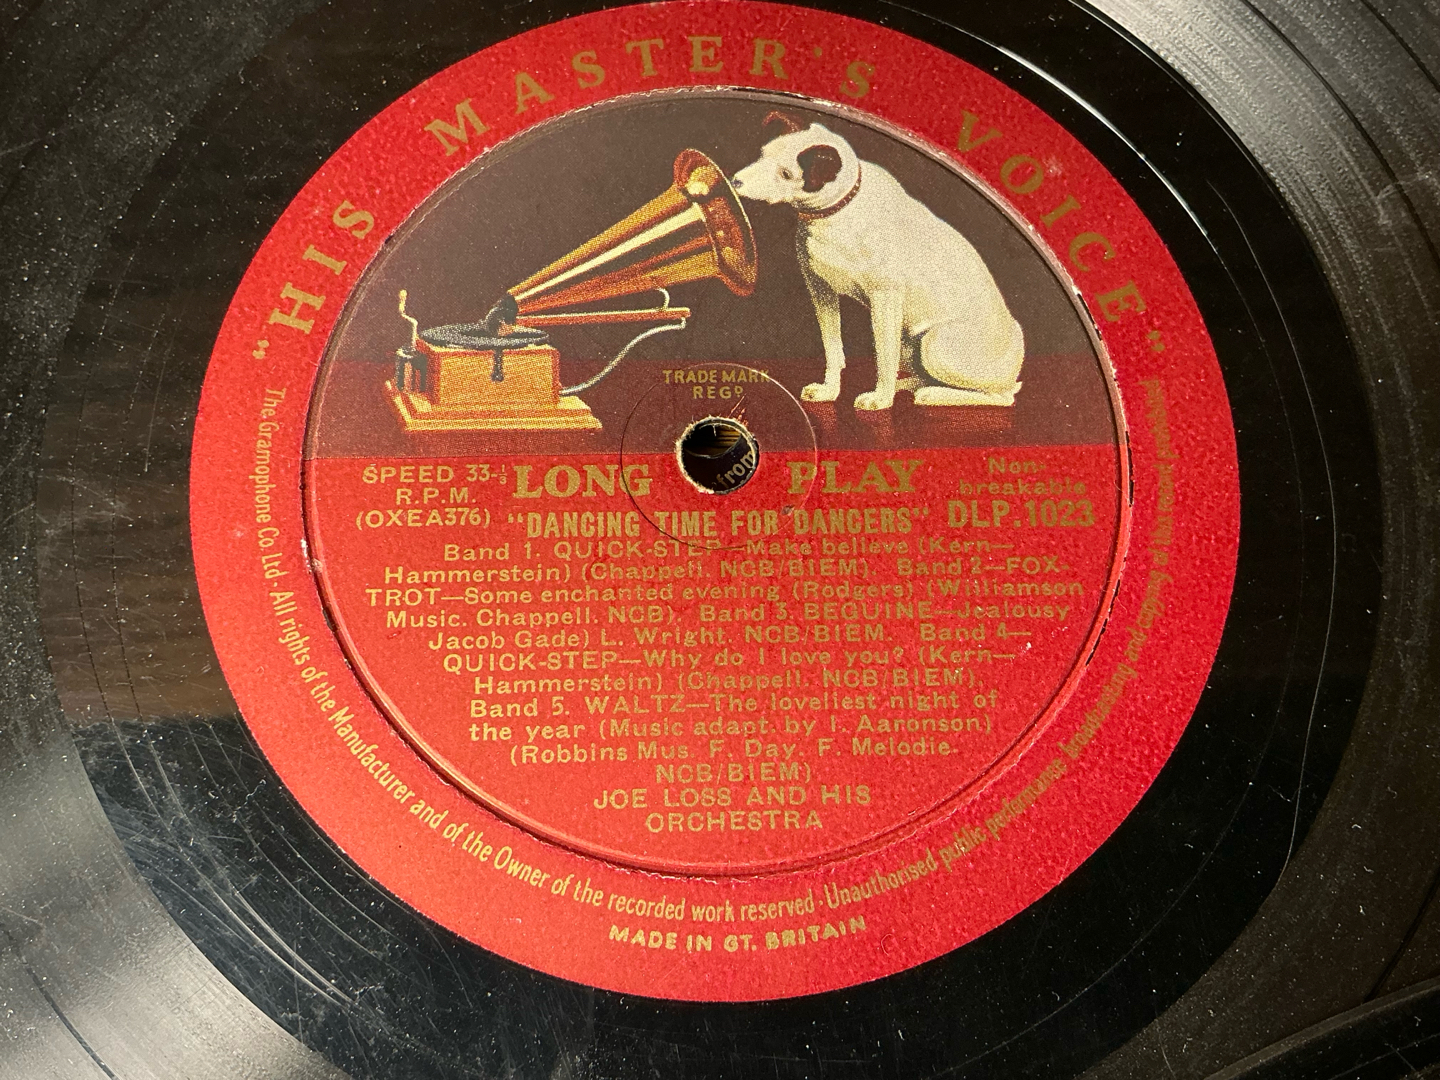 "HIS MASTER'S VOICE"
TRADE MARK
REGD.
SPEED 33-⅓
R.P.M.
(OXEA376)
LONG PLAY
Non-
breakable
DLP.1023
-from
"DANCING TIME FOR DANCERS"
Band 1. QUICK-STEP—Make believe (Kern—
Hammerstein) (Chappell. NCB/BIEM). Band 2—FOX-
TROT—Some enchanted evening (Rodgers) (Williamson
Music. Chappell. NCB). Band 3. BEGUINE—Jealousy
Jacob Gade) L. Wright. NCB/BIEM. Band 4—
QUICK-STEP—Why do I love you? (Kern—
Hammerstein) (Chappell. NCB/BIEM).
Band 5. WALTZ—The loveliest night of
the year (Music adapt. by I. Aaronson)
(Robbins Mus. F. Day. F. Melodie.
NCB/BIEM)
JOE LOSS AND HIS
ORCHESTRA
The Gramophone Co. Ltd. All rights of the Manufacturer and of the Owner of the recorded work reserved · Unauthorised public performance, broadcasting and copying of this record prohibited
MADE IN GT. BRITAIN